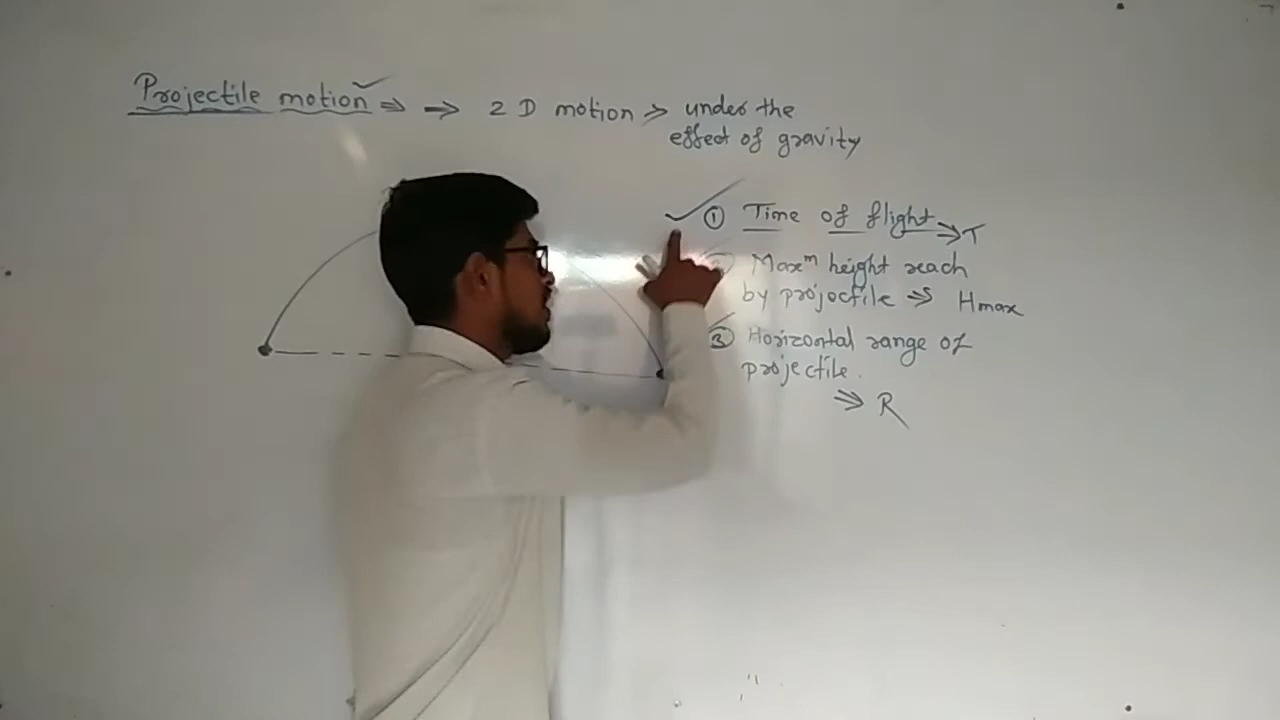 Projectile motion ⇒ → 2 D motion > under the
effect of gravity
① Time of flight ⇒ T
Maxᵐ height reach
by projectile ⇒ Hmax
③ Horizontal range of
projectile.
⇒ R